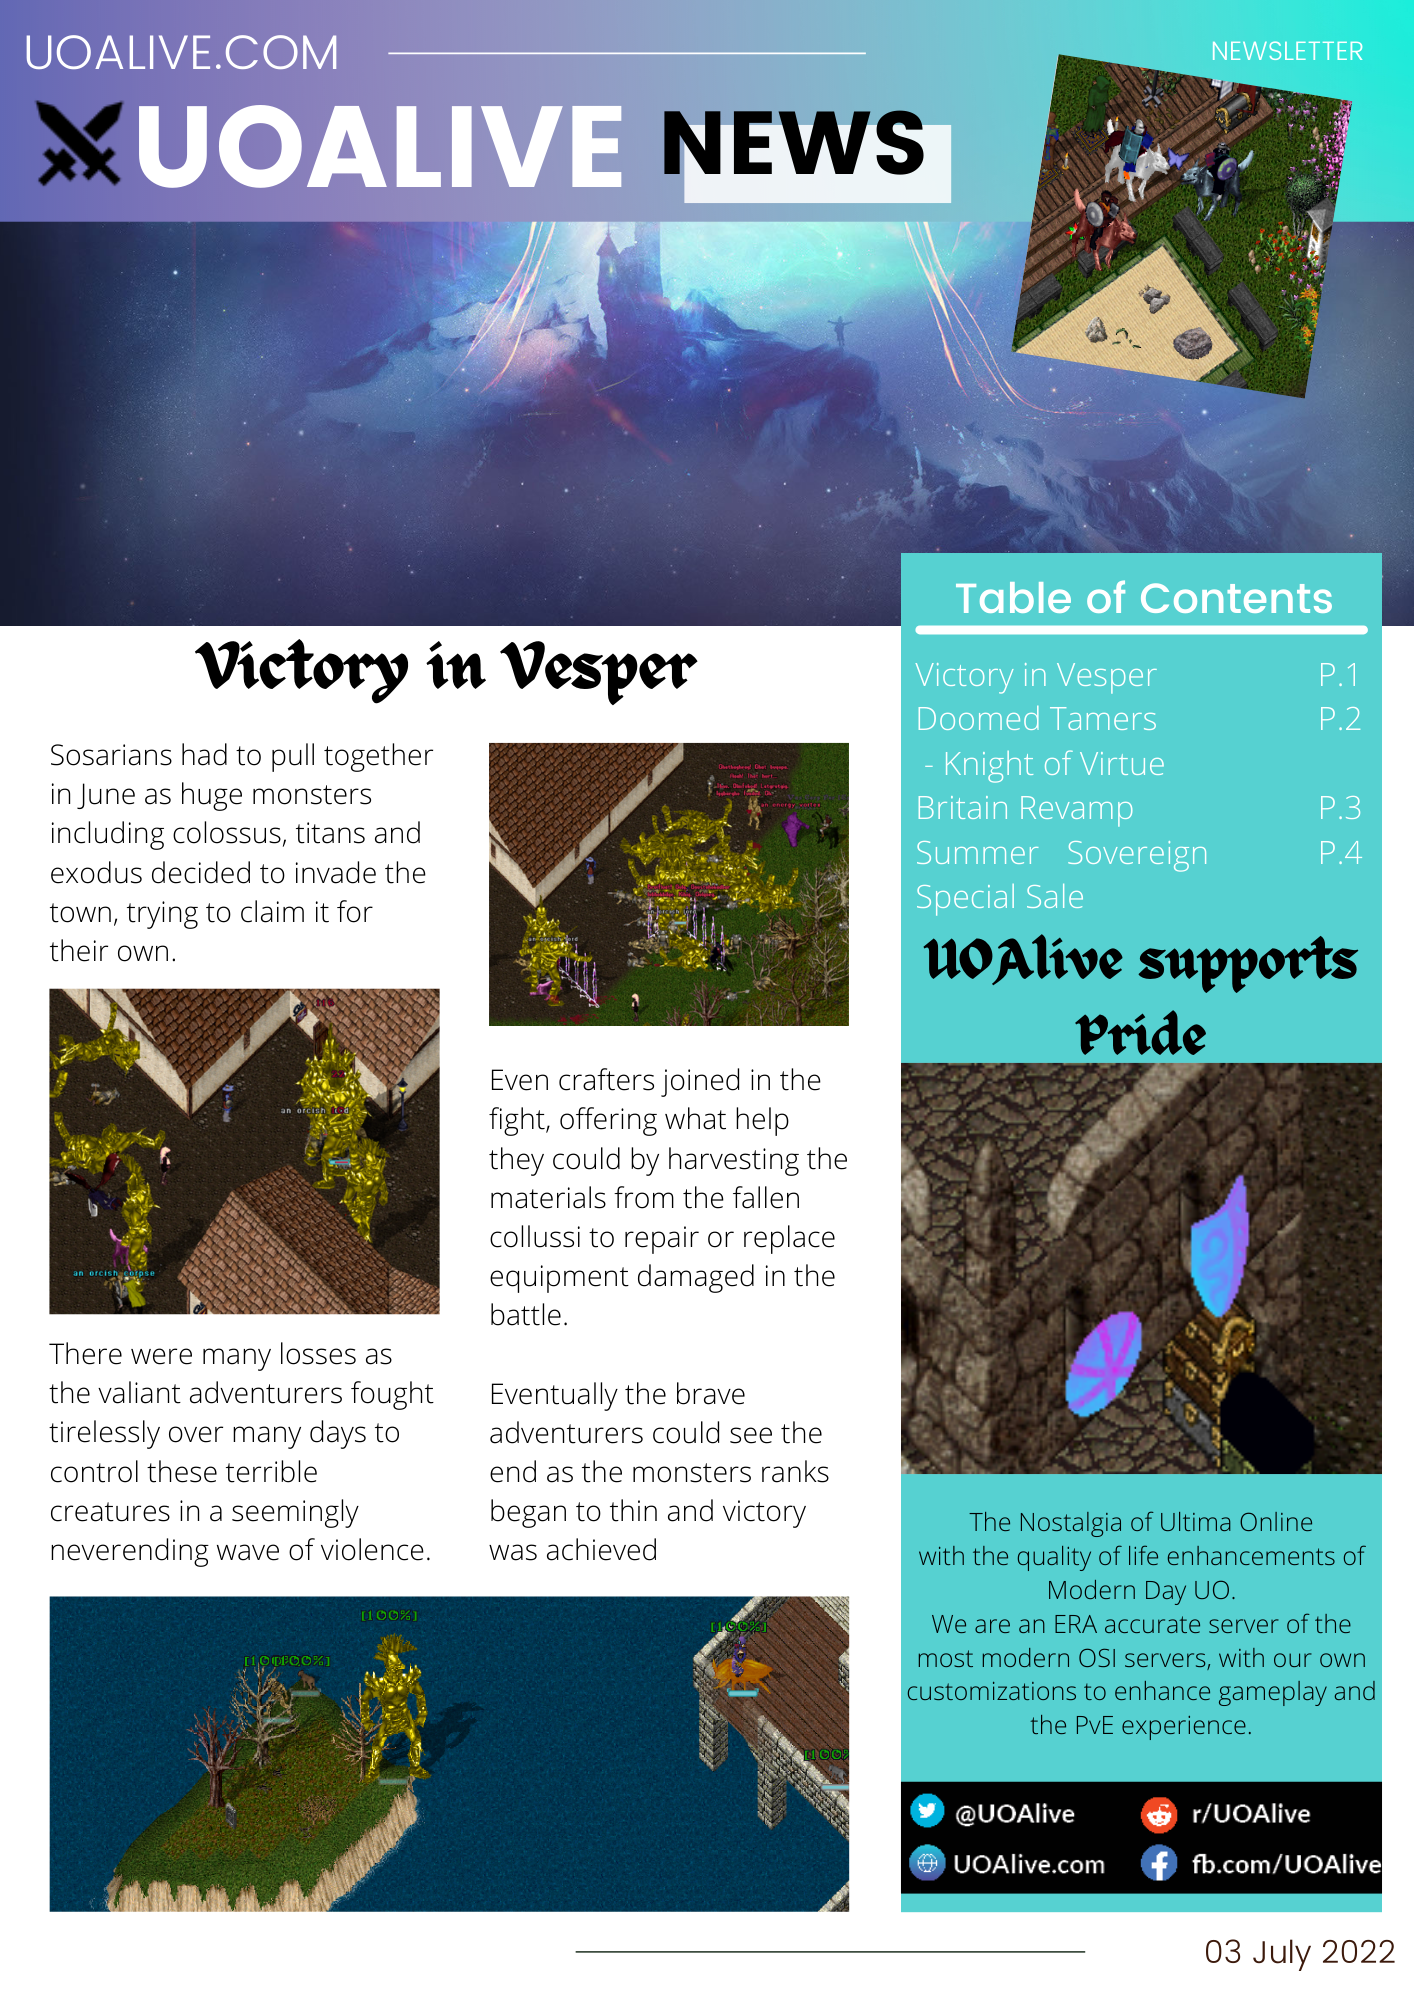 UOALIVE.COM
NEWSLETTER
UOALIVE NEWS
Victory in Vesper
Sosarians had to pull together
in June as huge monsters
including colossus, titans and
exodus decided to invade the
town, trying to claim it for
their own.
an orcish
an orcish corpse
There were many losses as
the valiant adventurers fought
tirelessly over many days to
control these terrible
creatures in a seemingly
neverending wave of violence.
an energy vortex
Even crafters joined in the
fight, offering what help
they could by harvesting the
materials from the fallen
collussi to repair or replace
equipment damaged in the
battle.
Eventually the brave
adventurers could see the
end as the monsters ranks
began to thin and victory
was achieved
[100%]
[100%]
Table of Contents
Victory in Vesper P.1
Doomed Tamers P.2
- Knight of Virtue
Britain Revamp P.3
Summer Sovereign P.4
Special Sale
UOAlive supports
Pride
The Nostalgia of Ultima Online
with the quality of life enhancements of
Modern Day UO.
We are an ERA accurate server of the
most modern OSI servers, with our own
customizations to enhance gameplay and
the PvE experience.
@UOAlive r/UOAlive
UOAlive.com fb.com/UOAlive
03 July 2022